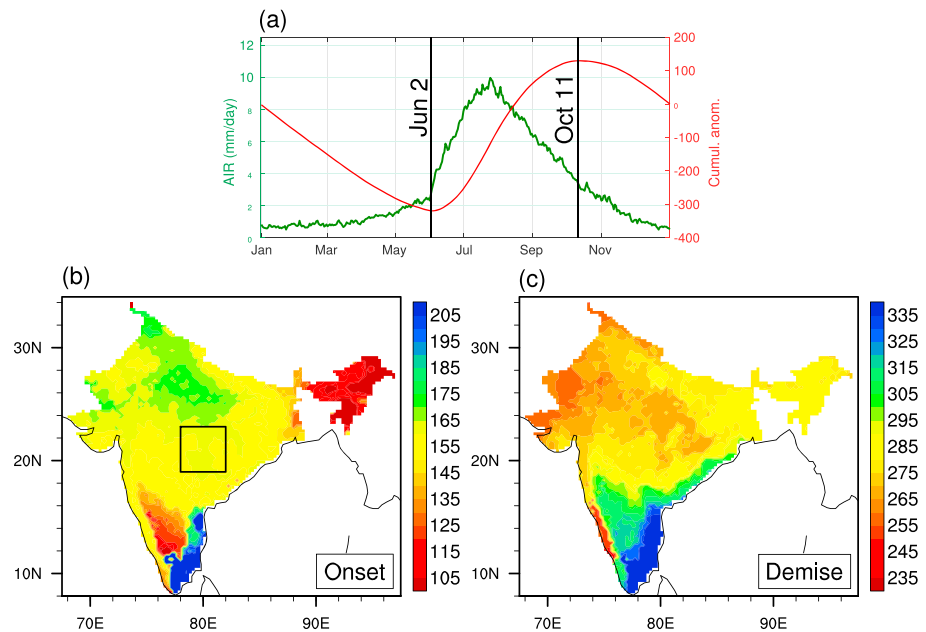 (a)
12
10
8
6
4
2
0
AIR (mm/day)
Jun 2
Oct 11
200
100
0
-100
-200
-300
-400
Cumul. anom.
Jan Mar May Jul Sep Nov
(b)
30N
20N
10N
70E 80E 90E
Onset
205
195
185
175
165
155
145
135
125
115
105
(c)
30N
20N
10N
70E 80E 90E
Demise
335
325
315
305
295
285
275
265
255
245
235